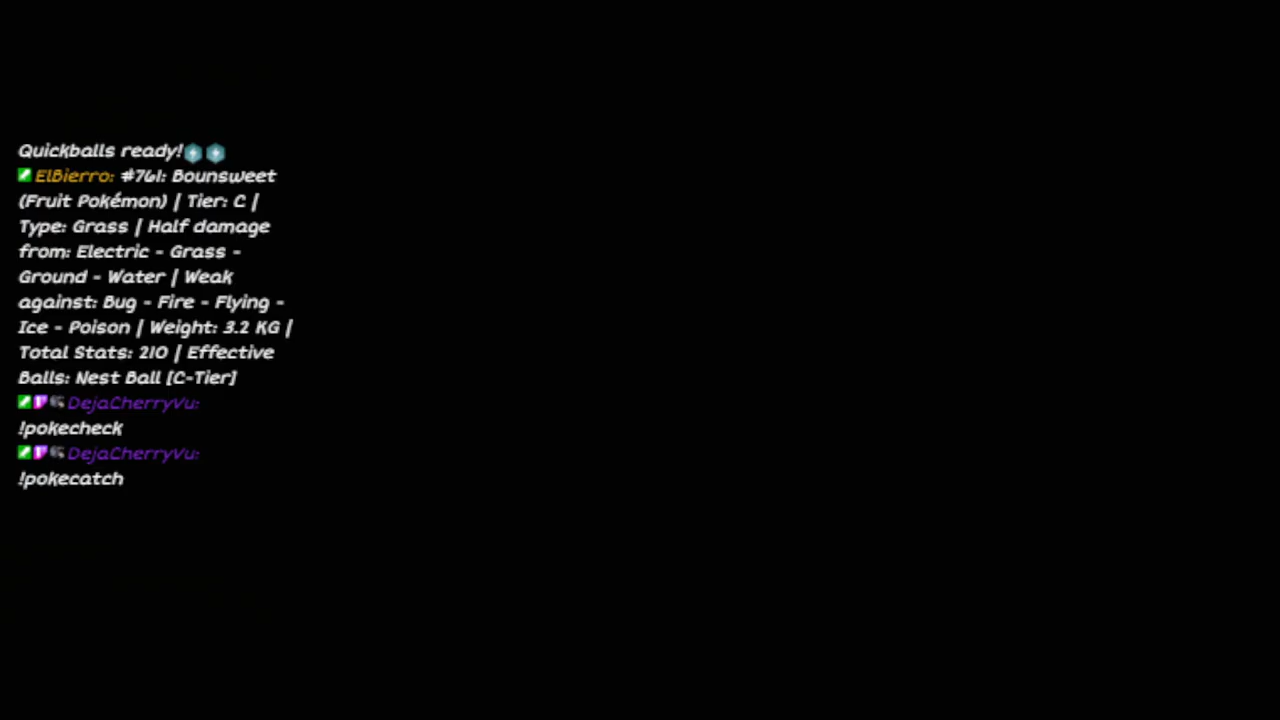 Quickballs ready!
ElBierro: #761: Bounsweet
(Fruit Pokémon) | Tier: C |
Type: Grass | Half damage
from: Electric - Grass -
Ground - Water | Weak
against: Bug - Fire - Flying -
Ice - Poison | Weight: 3.2 KG |
Total Stats: 210 | Effective
Balls: Nest Ball [C-Tier]
DejaCherryVu:
!pokecheck
DejaCherryVu:
!pokecatch